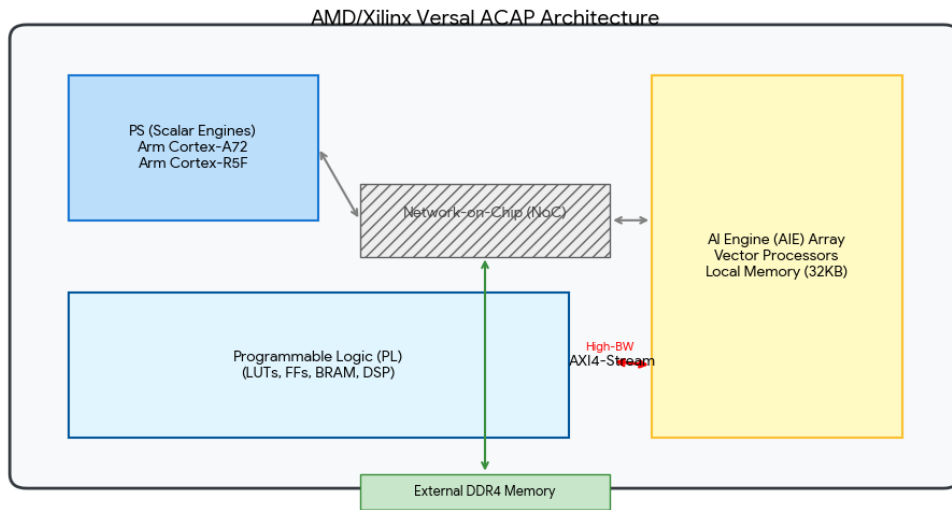 AMD/Xilinx Versal ACAP Architecture
PS (Scalar Engines)
Arm Cortex-A72
Arm Cortex-R5F
Network-on-Chip (NoC)
AI Engine (AIE) Array
Vector Processors
Local Memory (32KB)
Programmable Logic (PL)
(LUTs, FFs, BRAM, DSP)
High-BW
AXI4-Stream
External DDR4 Memory